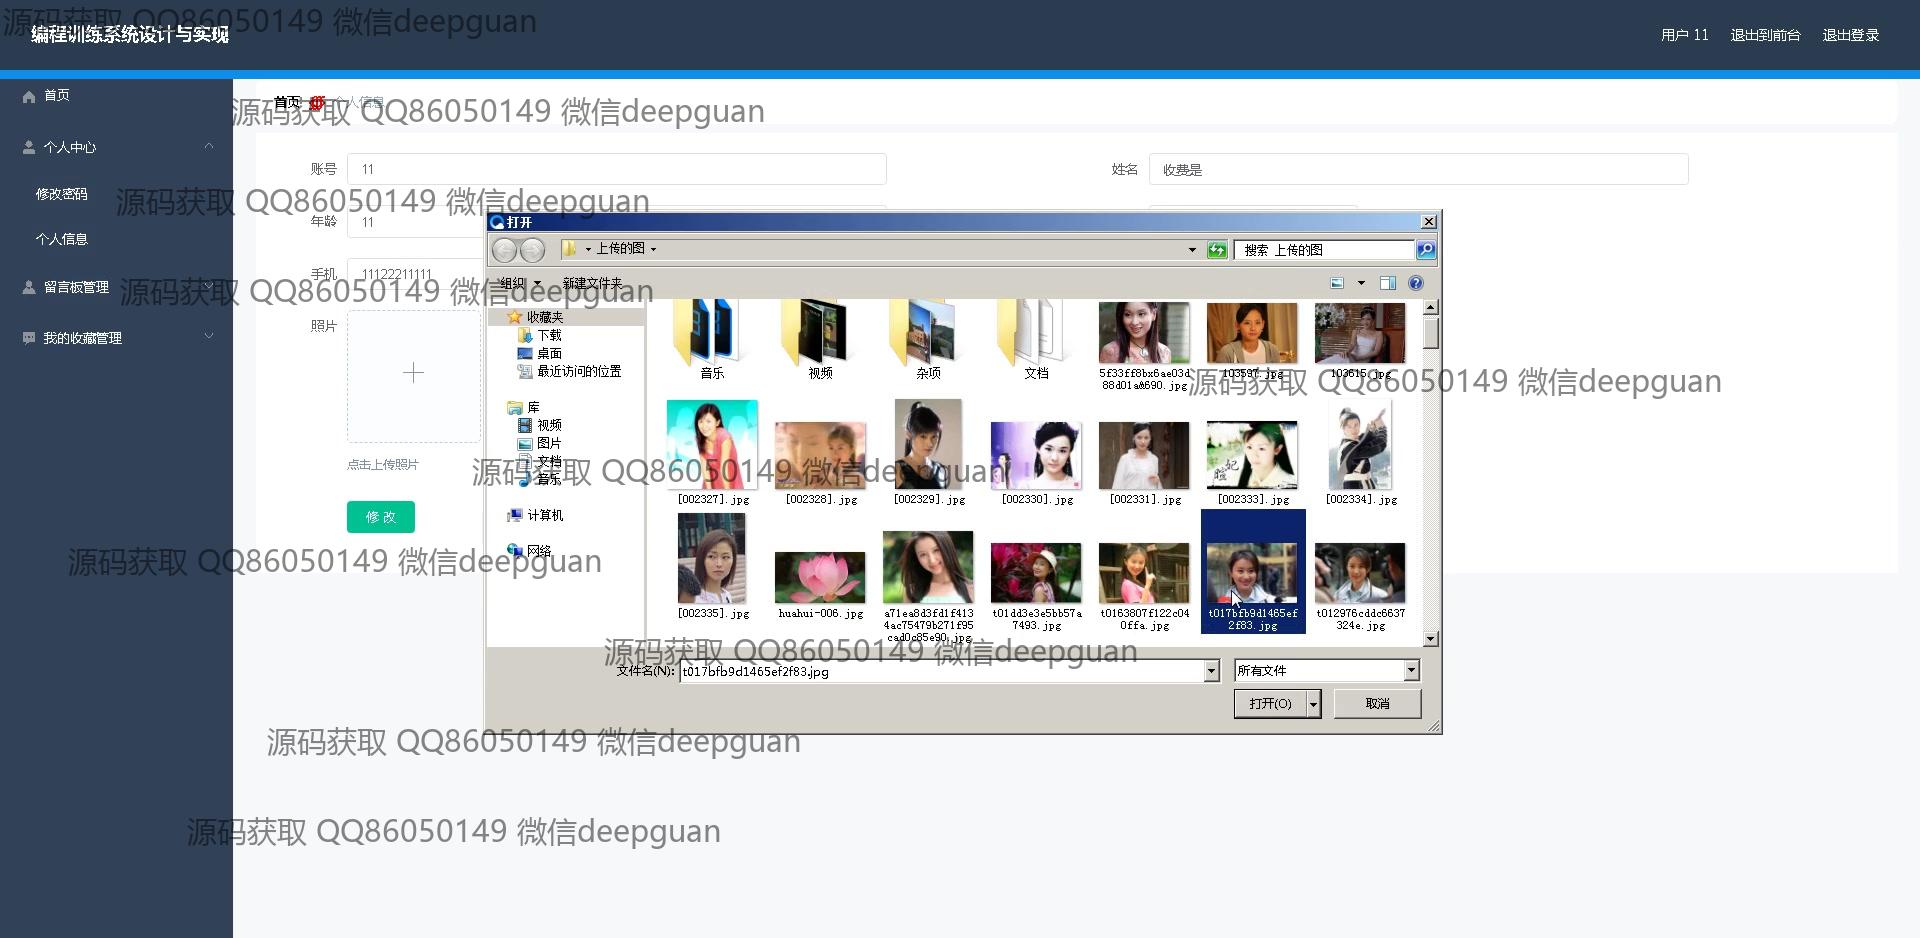 源码获取 QQ86050149 微信deepguan
编程训练系统设计与实现
用户 11 退出到前台 退出登录
首页
首页 个人信息
源码获取 QQ86050149 微信deepguan
个人中心
账号 11
姓名 收费是
修改密码
源码获取 QQ86050149 微信deepguan
年龄 11
打开
个人信息
上传的图
搜索 上传的图
手机 11122211111
组织 新建文件夹
留言板管理
源码获取 QQ86050149 微信deepguan
照片
我的收藏管理
收藏夹
下载
桌面
最近访问的位置
音乐 视频 杂项 文档
5f33ff8bx6ae03d
88d01a&690.jpg
103597.jpg
103615.jpg
源码获取 QQ86050149 微信deepguan
库
视频
图片
文档
音乐
点击上传照片
源码获取 QQ86050149 微信deepguan
[002327].jpg [002328].jpg [002329].jpg [002330].jpg [002331].jpg [002333].jpg [002334].jpg
修 改
计算机
网络
源码获取 QQ86050149 微信deepguan
[002335].jpg
huahui-006.jpg
a71ea8d3fd1f413
4ac75479b271f95
cad0c85e90.jpg
t01dd3e3e5bb57a
7493.jpg
t0163807f122c04
0ffa.jpg
t017bfb9d1465ef
2f83.jpg
t012976cddc6637
324e.jpg
源码获取 QQ86050149 微信deepguan
文件名(N): t017bfb9d1465ef2f83.jpg
所有文件
打开(O) 取消
源码获取 QQ86050149 微信deepguan
源码获取 QQ86050149 微信deepguan